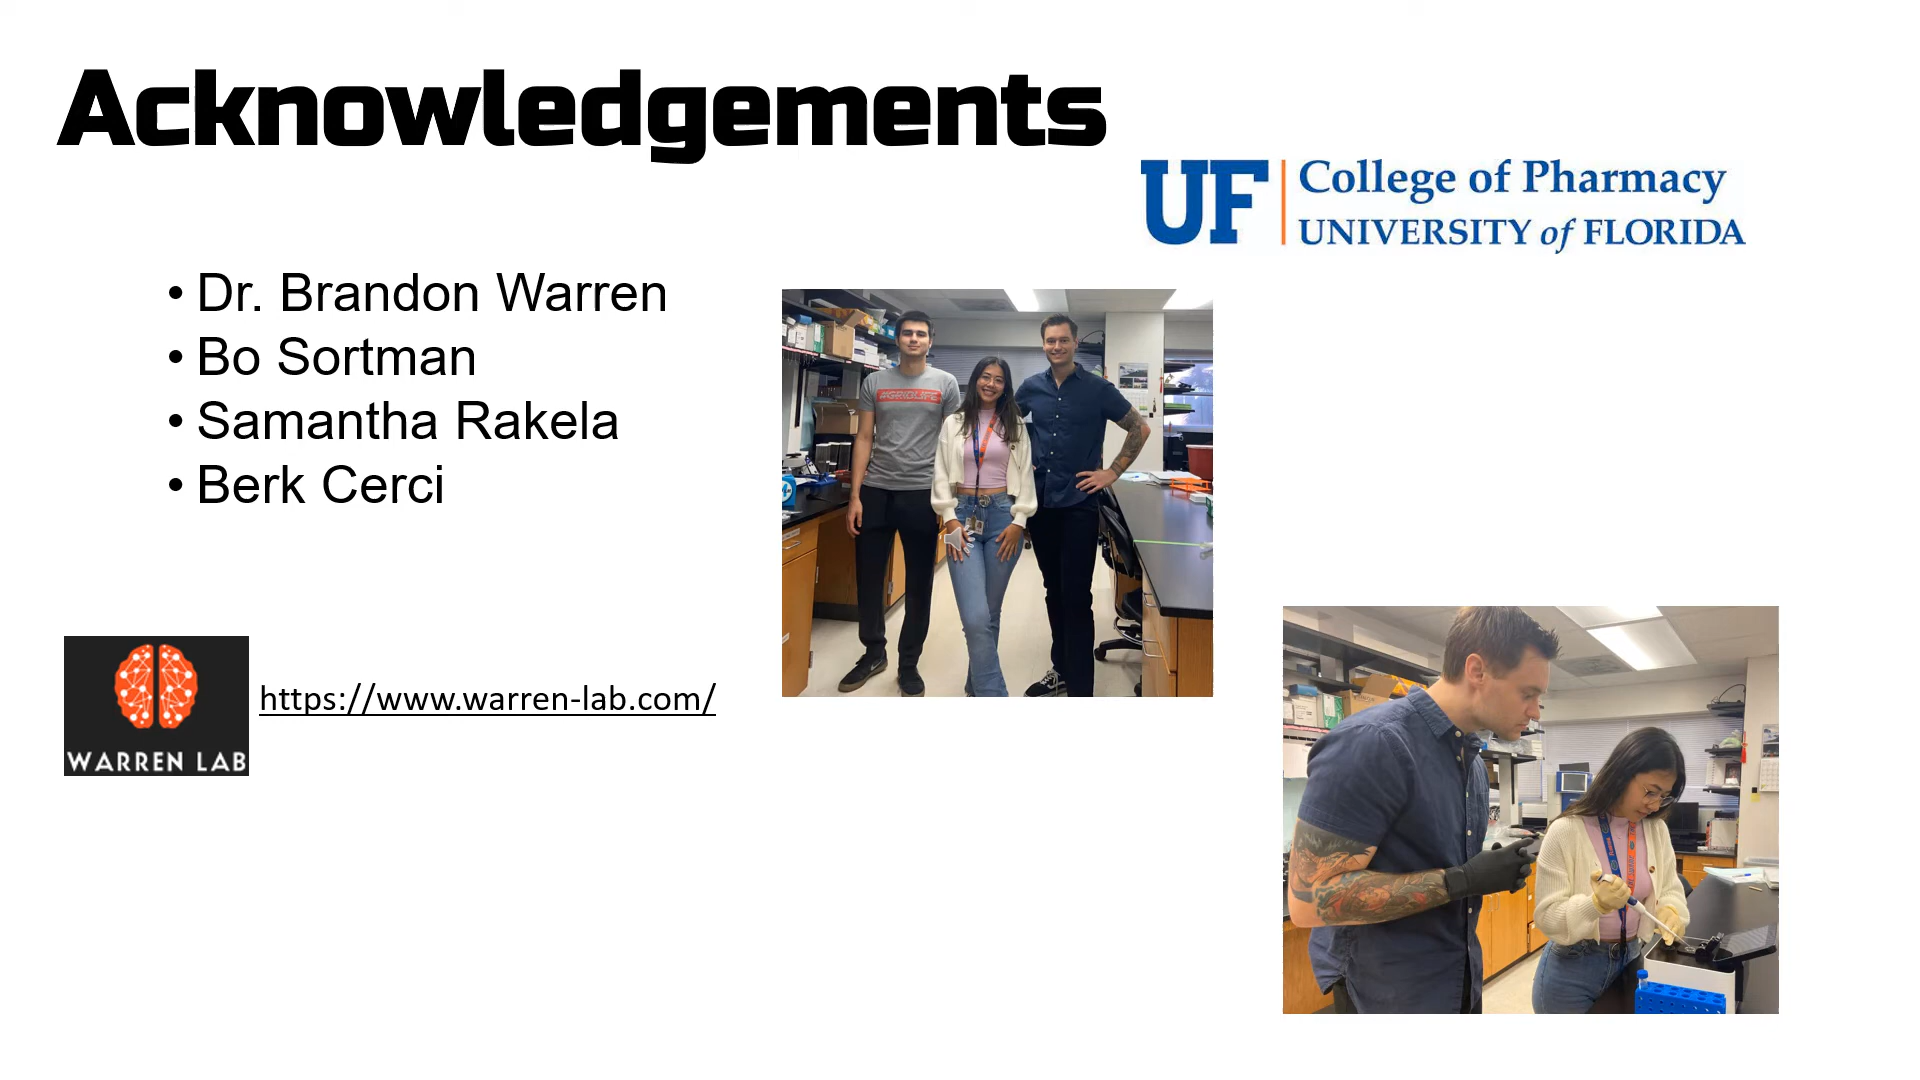 Acknowledgements
UF College of Pharmacy
UNIVERSITY of FLORIDA
• Dr. Brandon Warren
• Bo Sortman
• Samantha Rakela
• Berk Cerci
AGRILIFE
WARREN LAB
https://www.warren-lab.com/